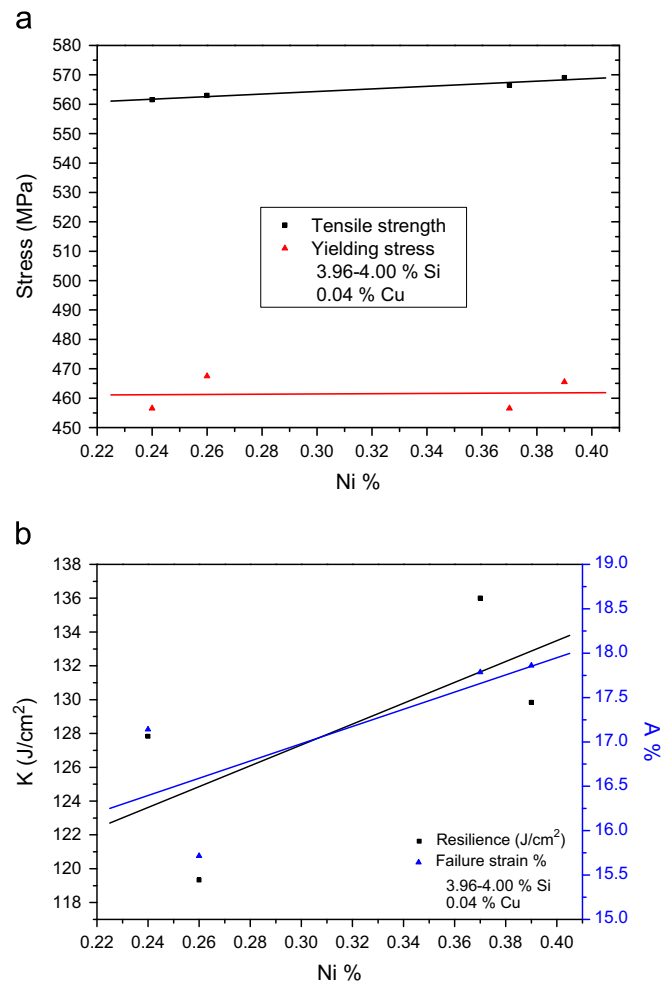 a
580
570
560
550
540
530
520
510
500
490
480
470
460
450
Stress (MPa)
Tensile strength
Yielding stress
3.96-4.00 % Si
0.04 % Cu
0.22 0.24 0.26 0.28 0.30 0.32 0.34 0.36 0.38 0.40
Ni %
b
138
136
134
132
130
128
126
124
122
120
118
K (J/cm²)
19.0
18.5
18.0
17.5
17.0
16.5
16.0
15.5
15.0
A %
Resilience (J/cm²)
Failure strain %
3.96-4.00 % Si
0.04 % Cu
0.22 0.24 0.26 0.28 0.30 0.32 0.34 0.36 0.38 0.40
Ni %